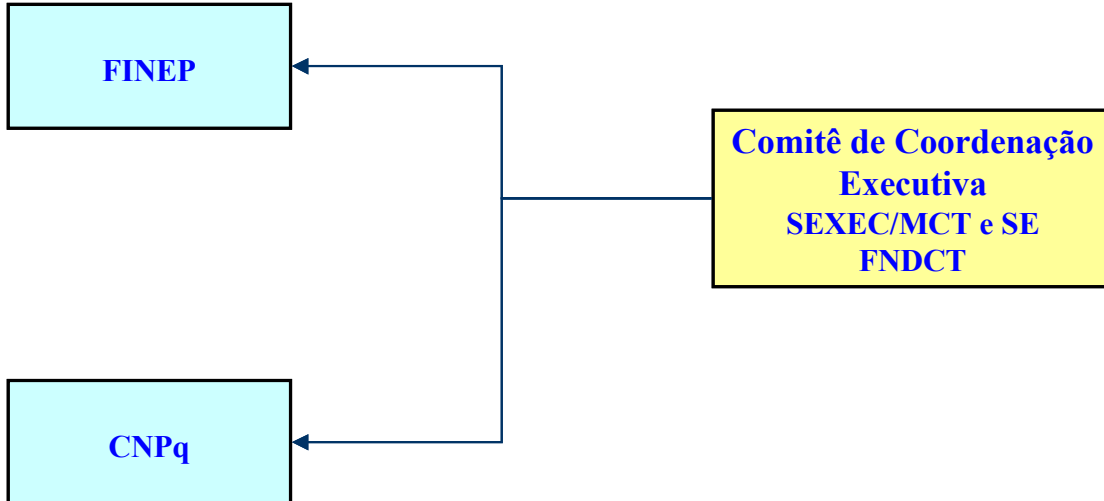 FINEP
Comitê de Coordenação
Executiva
SEXEC/MCT e SE
FNDCT
CNPq